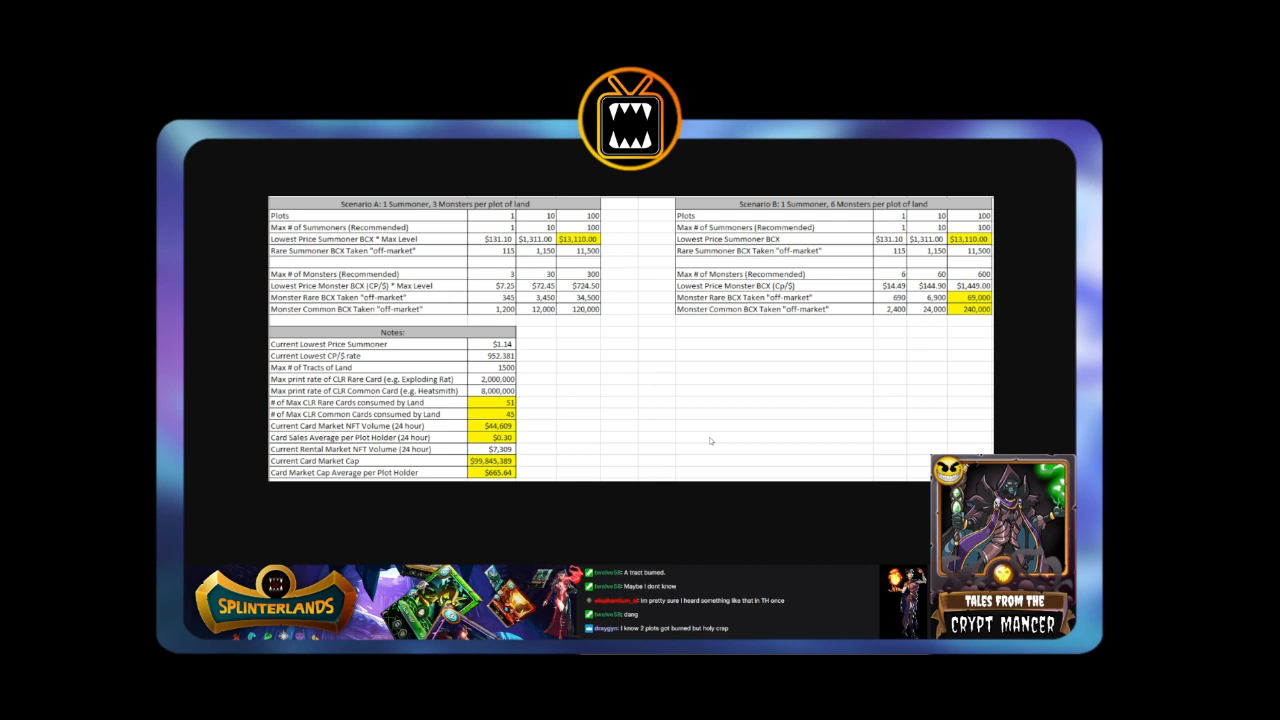 Scenario A: 1 Summoner, 3 Monsters per plot of land
Plots 1 10 100
Max # of Summoners (Recommended) 1 10 100
Lowest Price Summoner BCX * Max Level $131.10 $1,311.00 $13,110.00
Rare Summoner BCX Taken "off-market" 115 1,150 11,500
Max # of Monsters (Recommended) 3 30 300
Lowest Price Monster BCX (CP/$) * Max Level $7.25 $72.45 $724.50
Monster Rare BCX Taken "off-market" 345 3,450 34,500
Monster Common BCX Taken "off-market" 1,200 12,000 120,000
Scenario B: 1 Summoner, 6 Monsters per plot of land
Plots 1 10 100
Max # of Summoners (Recommended) 1 10 100
Lowest Price Summoner BCX $131.10 $1,311.00 $13,110.00
Rare Summoner BCX Taken "off-market" 115 1,150 11,500
Max # of Monsters (Recommended) 6 60 600
Lowest Price Monster BCX (Cp/$) $14.49 $144.90 $1,449.00
Monster Rare BCX Taken "off-market" 690 6,900 69,000
Monster Common BCX Taken "off-market" 2,400 24,000 240,000
Notes:
Current Lowest Price Summoner $1.14
Current Lowest CP/$ rate 952.381
Max # of Tracts of Land 1500
Max print rate of CLR Rare Card (e.g. Exploding Rat) 2,000,000
Max print rate of CLR Common Card (e.g. Heatsmith) 8,000,000
# of Max CLR Rare Cards consumed by Land 51
# of Max CLR Common Cards consumed by Land 45
Current Card Market NFT Volume (24 hour) $44,609
Card Sales Average per Plot Holder (24 hour) $0.30
Current Rental Market NFT Volume (24 hour) $7,309
Current Card Market Cap $99,845,389
Card Market Cap Average per Plot Holder $665.64
SPLINTERLANDS
twelve58: A tract burned.
twelve58: Maybe I dont know
Im pretty sure I heard something like that in TH once
twelve58: dang
draygyn: I know 2 plots got burned but holy crap
TALES FROM THE
CRYPT MANCER